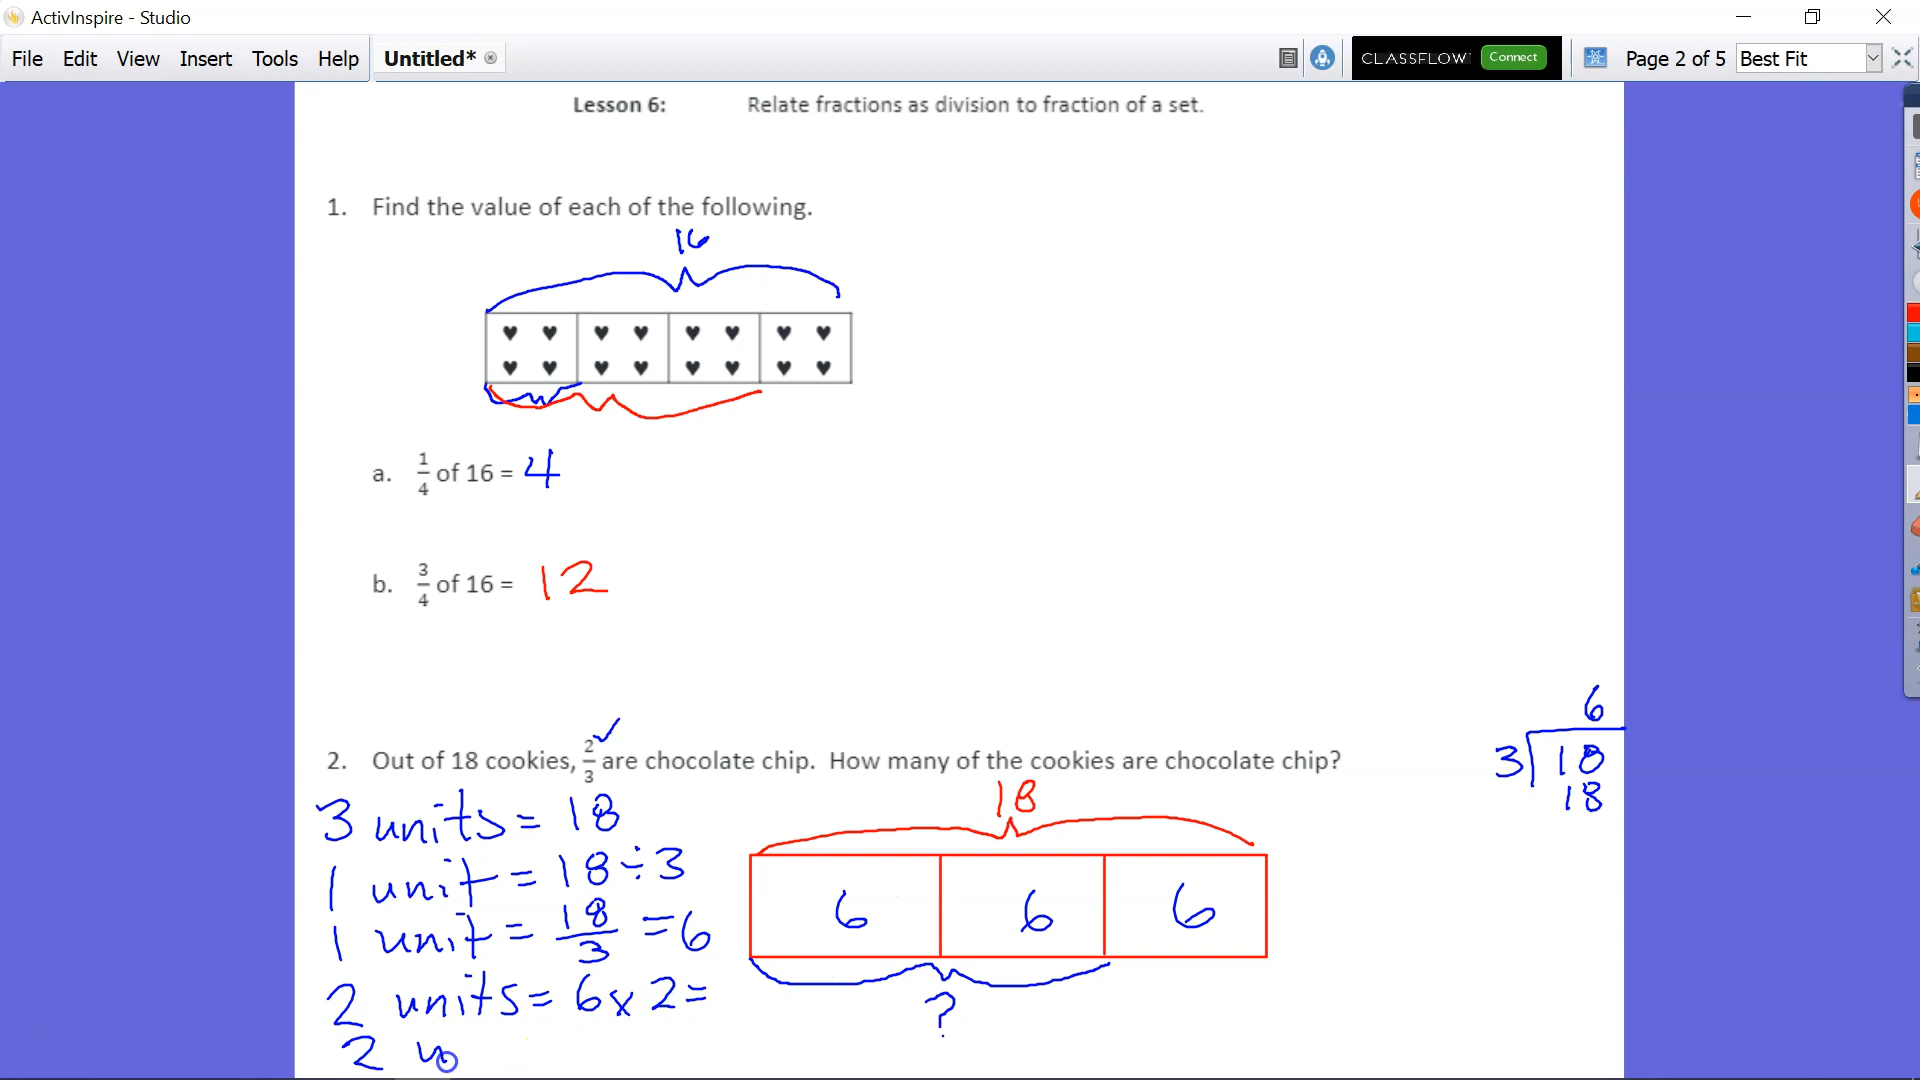 ActivInspire - Studio
File Edit View Insert Tools Help Untitled* CLASSFLOW Connect Page 2 of 5 Best Fit
Lesson 6: Relate fractions as division to fraction of a set.
1. Find the value of each of the following.
16
a. 1/4 of 16 = 4
b. 3/4 of 16 = 12
6
2. Out of 18 cookies, 2/3 are chocolate chip. How many of the cookies are chocolate chip?
3 18
18
18
3 units = 18
1 unit = 18 ÷ 3
1 unit = 18/3 = 6
6 6 6
2 units = 6 x 2 =
?
2